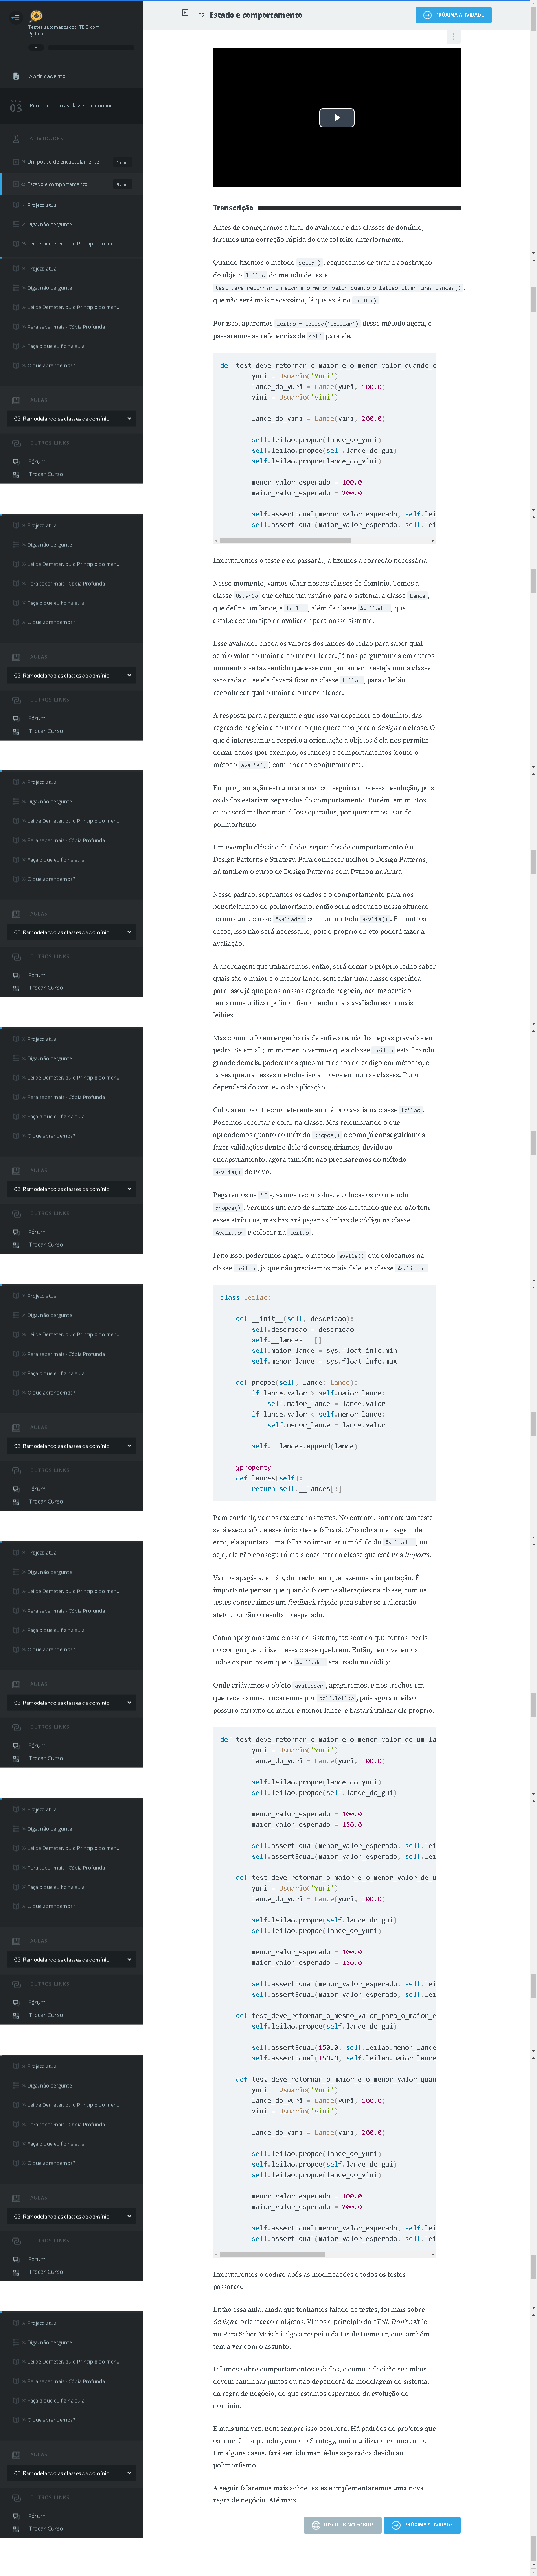 Testes automatizados: TDD com
Python
Abrir caderno
AULA
03
Remodelando as classes de domínio
ATIVIDADES
01 Um pouco de encapsulamento
02 Estado e comportamento
Projeto atual
Diga, não pergunte
Lei de Demeter, ou o Princípio do men...
Projeto atual
Diga, não pergunte
Lei de Demeter, ou o Princípio do men...
Para saber mais - Cópia Profunda
Faça o que eu fiz na aula
O que aprendemos?
AULAS
03. Remodelando as classes de domínio
OUTROS LINKS
Fórum
Trocar Curso
02 Estado e comportamento
PRÓXIMA ATIVIDADE
Transcrição
Antes de começarmos a falar do avaliador e das classes de domínio,
faremos uma correção rápida do que foi feito anteriormente.
Quando fizemos o método setUp(), esquecemos de tirar a construção
do objeto leilao do método de teste
test_deve_retornar_o_maior_e_o_menor_valor_quando_o_leilao_tiver_tres_lances(),
que não será mais necessário, já que está no setUp().
Por isso, apagemos leilao = Leilao('Celular') desse método agora, e
passaremos as referências de self para ele.
def test_deve_retornar_o_maior_e_o_menor_valor_quando_o
yuri = Usuario('Yuri')
lance_do_yuri = Lance(yuri, 100.0)
vini = Usuario('Vini')
lance_do_vini = Lance(vini, 200.0)
self.leilao.propoe(lance_do_yuri)
self.leilao.propoe(self.lance_do_gui)
self.leilao.propoe(lance_do_vini)
menor_valor_esperado = 100.0
maior_valor_esperado = 200.0
self.assertEqual(menor_valor_esperado, self.lei
self.assertEqual(maior_valor_esperado, self.lei
Executaremos o teste e ele passará. Já fizemos a correção necessária.
Nesse momento, vamos olhar nossas classes de domínio. Temos a
classe Usuario que define um usuário para o sistema, a classe Lance,
que define um lance, e Leilao, além da classe Avaliador, que
estabelece um tipo de avaliador para nosso sistema.
Esse avaliador checa os valores dos lances do leilão para saber qual
será o valor do maior e do menor lance. Já nos perguntamos em outros
momentos se faz sentido que esse comportamento esteja numa classe
separada ou se ele deverá ficar na classe Leilao, para o leilão
reconhecer qual o maior e o menor lance.
A resposta para a pergunta é que isso vai depender do domínio, das
regras de negócio e do modelo que queremos para o design da classe. O
que é interessante a respeito a orientação a objetos é ela nos permitir
deixar dados (por exemplo, os lances) e comportamentos (como o
método avalia()) caminhando conjuntamente.
Em programação estruturada não conseguiríamos essa resolução, pois
os dados estariam separados do comportamento. Porém, em muitos
casos será melhor mantê-los separados, por queremos usar de
polimorfismo.
Um exemplo clássico de dados separados de comportamento é o
Design Patterns e Strategy. Para conhecer melhor o Design Patterns,
há também o curso de Design Patterns com Python na Alura.
Nesse padrão, separamos os dados e o comportamento para nos
beneficiarmos do polimorfismo, então seria adequado nessa situação
termos uma classe Avaliador com um método avalia(). Em outros
casos, isso não será necessário, pois o próprio objeto poderá fazer a
avaliação.
A abordagem que utilizaremos, então, será deixar o próprio leilão saber
quais são o maior e o menor lance, sem criar uma classe específica
para isso, já que pelas nossas regras de negócio, não faz sentido
tentarmos utilizar polimorfismo tendo mais avaliadores ou mais
leilões.
Mas como tudo em engenharia de software, não há regras gravadas em
pedra. Se em algum momento vermos que a classe Leilao está ficando
grande demais, poderemos quebrar trechos do código em métodos, e
talvez quebrar esses métodos isolando-os em outras classes. Tudo
dependerá do contexto da aplicação.
Colocaremos o trecho referente ao método avalia na classe Leilao.
Podemos recortar e colar na classe. Mas relembrando o que
aprendemos quanto ao método propoe() e como já conseguiríamos
fazer validações dentro dele já conseguiríamos, devido ao
encapsulamento, agora também não precisaremos do método
avalia() de novo.
Pegaremos os if s, vamos recortá-los, e colocá-los no método
propoe(). Veremos um erro de sintaxe nos alertando que ele não tem
esses atributos, mas bastará pegar as linhas de código na classe
Avaliador e colocar na Leilao.
Feito isso, poderemos apagar o método avalia() que colocamos na
classe Leilao, já que não precisamos mais dele, e a classe Avaliador.
class Leilao:
def __init__(self, descricao):
self.descricao = descricao
self.__lances = []
self.maior_lance = sys.float_info.min
self.menor_lance = sys.float_info.max
def propoe(self, lance: Lance):
if lance.valor > self.maior_lance:
self.maior_lance = lance.valor
if lance.valor < self.menor_lance:
self.menor_lance = lance.valor
self.__lances.append(lance)
@property
def lances(self):
return self.__lances[:]
Para conferir, vamos executar os testes. No entanto, somente um teste
será executado, e esse único teste falhará. Olhando a mensagem de
erro, ela apontará uma falha ao importar o módulo do Avaliador, ou
seja, ele não conseguirá mais encontrar a classe que está nos imports.
Vamos apagá-la, então, do trecho em que fazemos a importação. É
importante pensar que quando fazemos alterações na classe, com os
testes conseguimos um feedback rápido para saber se a alteração
afetou ou não o resultado esperado.
Como apagamos uma classe do sistema, faz sentido que outros locais
do código que utilizem essa classe quebrem. Então, removeremos
todos os pontos em que o Avaliador era usado no código.
Onde criávamos o objeto avaliador, apagaremos, e nos trechos em
que recebíamos, trocaremos por self.leilao, pois agora o leilão
possui o atributo de maior e menor lance, e bastará utilizar ele próprio.
def test_deve_retornar_o_maior_e_o_menor_valor_de_um_la
yuri = Usuario('Yuri')
lance_do_yuri = Lance(yuri, 100.0)
self.leilao.propoe(lance_do_yuri)
self.leilao.propoe(self.lance_do_gui)
menor_valor_esperado = 100.0
maior_valor_esperado = 150.0
self.assertEqual(menor_valor_esperado, self.lei
self.assertEqual(maior_valor_esperado, self.lei
def test_deve_retornar_o_maior_e_o_menor_valor_de_u
yuri = Usuario('Yuri')
lance_do_yuri = Lance(yuri, 100.0)
self.leilao.propoe(self.lance_do_gui)
self.leilao.propoe(lance_do_yuri)
menor_valor_esperado = 100.0
maior_valor_esperado = 150.0
self.assertEqual(menor_valor_esperado, self.lei
self.assertEqual(maior_valor_esperado, self.lei
def test_deve_retornar_o_mesmo_valor_para_o_maior_e
self.leilao.propoe(self.lance_do_gui)
self.assertEqual(150.0, self.leilao.menor_lance
self.assertEqual(150.0, self.leilao.maior_lance
def test_deve_retornar_o_maior_e_o_menor_valor_quan
yuri = Usuario('Yuri')
lance_do_yuri = Lance(yuri, 100.0)
vini = Usuario('Vini')
lance_do_vini = Lance(vini, 200.0)
self.leilao.propoe(lance_do_yuri)
self.leilao.propoe(self.lance_do_gui)
self.leilao.propoe(lance_do_vini)
menor_valor_esperado = 100.0
maior_valor_esperado = 200.0
self.assertEqual(menor_valor_esperado, self.lei
self.assertEqual(maior_valor_esperado, self.lei
Executaremos o código após as modificações e todos os testes
passarão.
Então essa aula, ainda que tenhamos falado de testes, foi mais sobre
design e orientação a objetos. Vimos o princípio do "Tell, Don't ask" e
no Para Saber Mais há algo a respeito da Lei de Demeter, que também
tem a ver com o assunto.
Falamos sobre comportamentos e dados, e como a decisão se ambos
devem caminhar juntos ou não dependerá da modelagem do sistema,
da regra de negócio, do que estamos esperando da evolução do
domínio.
E mais uma vez, nem sempre isso ocorrerá. Há padrões de projetos que
os mantêm separados, como o Strategy, muito utilizado no mercado.
Em alguns casos, fará sentido mantê-los separados devido ao
polimorfismo.
A seguir falaremos mais sobre testes e implementaremos uma nova
regra de negócio. Até mais.
DISCUTIR NO FORUM
PRÓXIMA ATIVIDADE